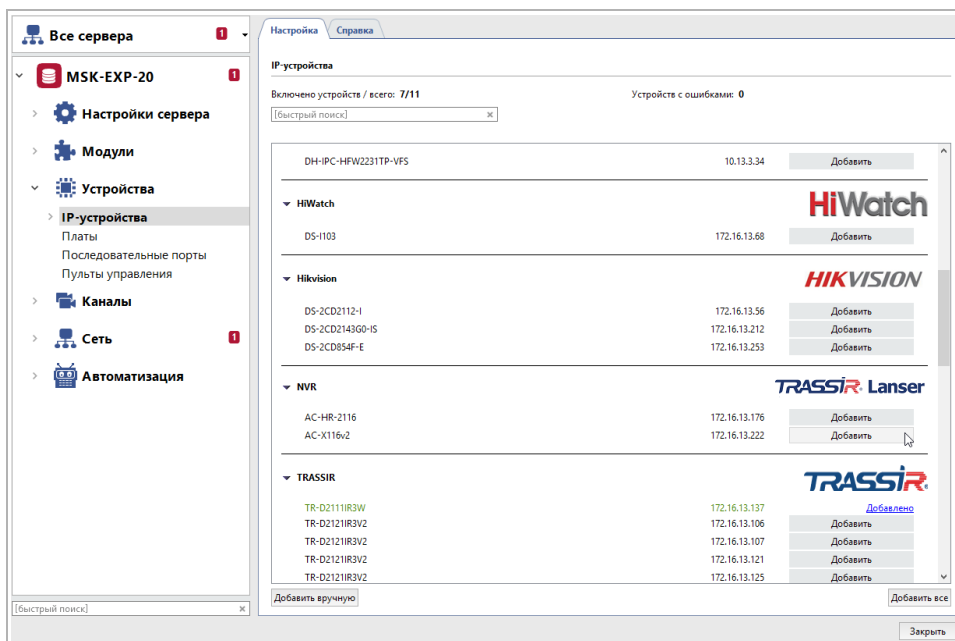 Все сервера 1
MSK-EXP-20 1
Настройки сервера
Модули
Устройства
IP-устройства
Платы
Последовательные порты
Пульты управления
Каналы
Сеть 1
Автоматизация
[быстрый поиск]
Настройка Справка
IP-устройства
Включено устройств / всего: 7/11 Устройств с ошибками: 0
[быстрый поиск]
DH-IPC-HFW2231TP-VFS 10.13.3.34 Добавить
HiWatch HiWatch
DS-I103 172.16.13.68 Добавить
Hikvision HIKVISION
DS-2CD2112-I 172.16.13.56 Добавить
DS-2CD2143G0-IS 172.16.13.212 Добавить
DS-2CD854F-E 172.16.13.253 Добавить
NVR TRASSIR Lanser
AC-HR-2116 172.16.13.176 Добавить
AC-X116v2 172.16.13.222 Добавить
TRASSIR TRASSIR
TR-D2111IR3W 172.16.13.137 Добавлено
TR-D2121IR3V2 172.16.13.106 Добавить
TR-D2121IR3V2 172.16.13.107 Добавить
TR-D2121IR3V2 172.16.13.121 Добавить
TR-D2121IR3V2 172.16.13.125 Добавить
Добавить вручную Добавить все
Закрыть